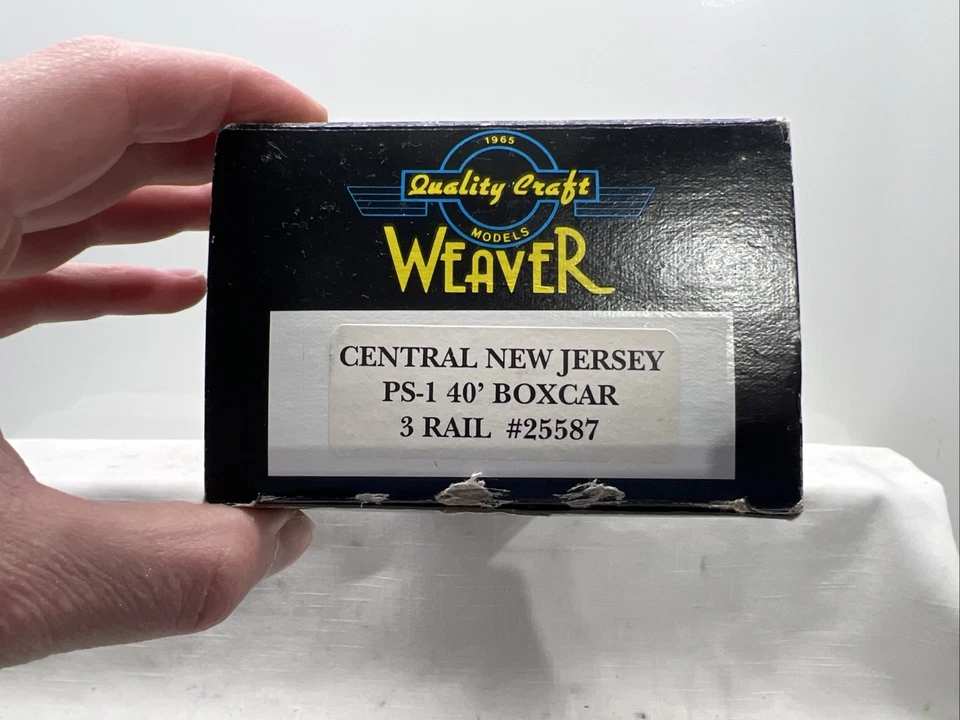 1965
Quality Craft
MODELS
WEAVER
CENTRAL NEW JERSEY
PS-1 40’ BOXCAR
3 RAIL #25587